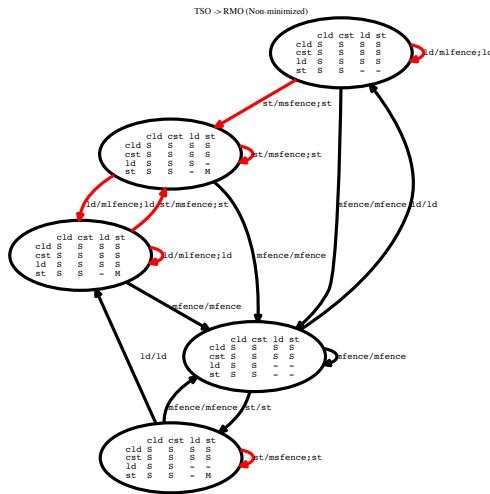 TSO -> RMO (Non-minimized)
cld cst ld st
cld S S S S
cst S S S S
ld S S S S
st S S - -
ld/mlfence;ld
st/msfence;st
cld cst ld st
cld S S S S
cst S S S S
ld S S S -
st S S - M
st/msfence;st
ld/mlfence;ld
st/msfence;st
mfence/mfence
ld/ld
cld cst ld st
cld S S S S
cst S S S S
ld S S S S
st S S - M
ld/mlfence;ld
mfence/mfence
mfence/mfence
cld cst ld st
cld S S S S
cst S S S S
ld S S - -
st S S - -
mfence/mfence
ld/ld
mfence/mfence
st/st
cld cst ld st
cld S S S S
cst S S S S
ld S S - -
st S S - M
st/msfence;st